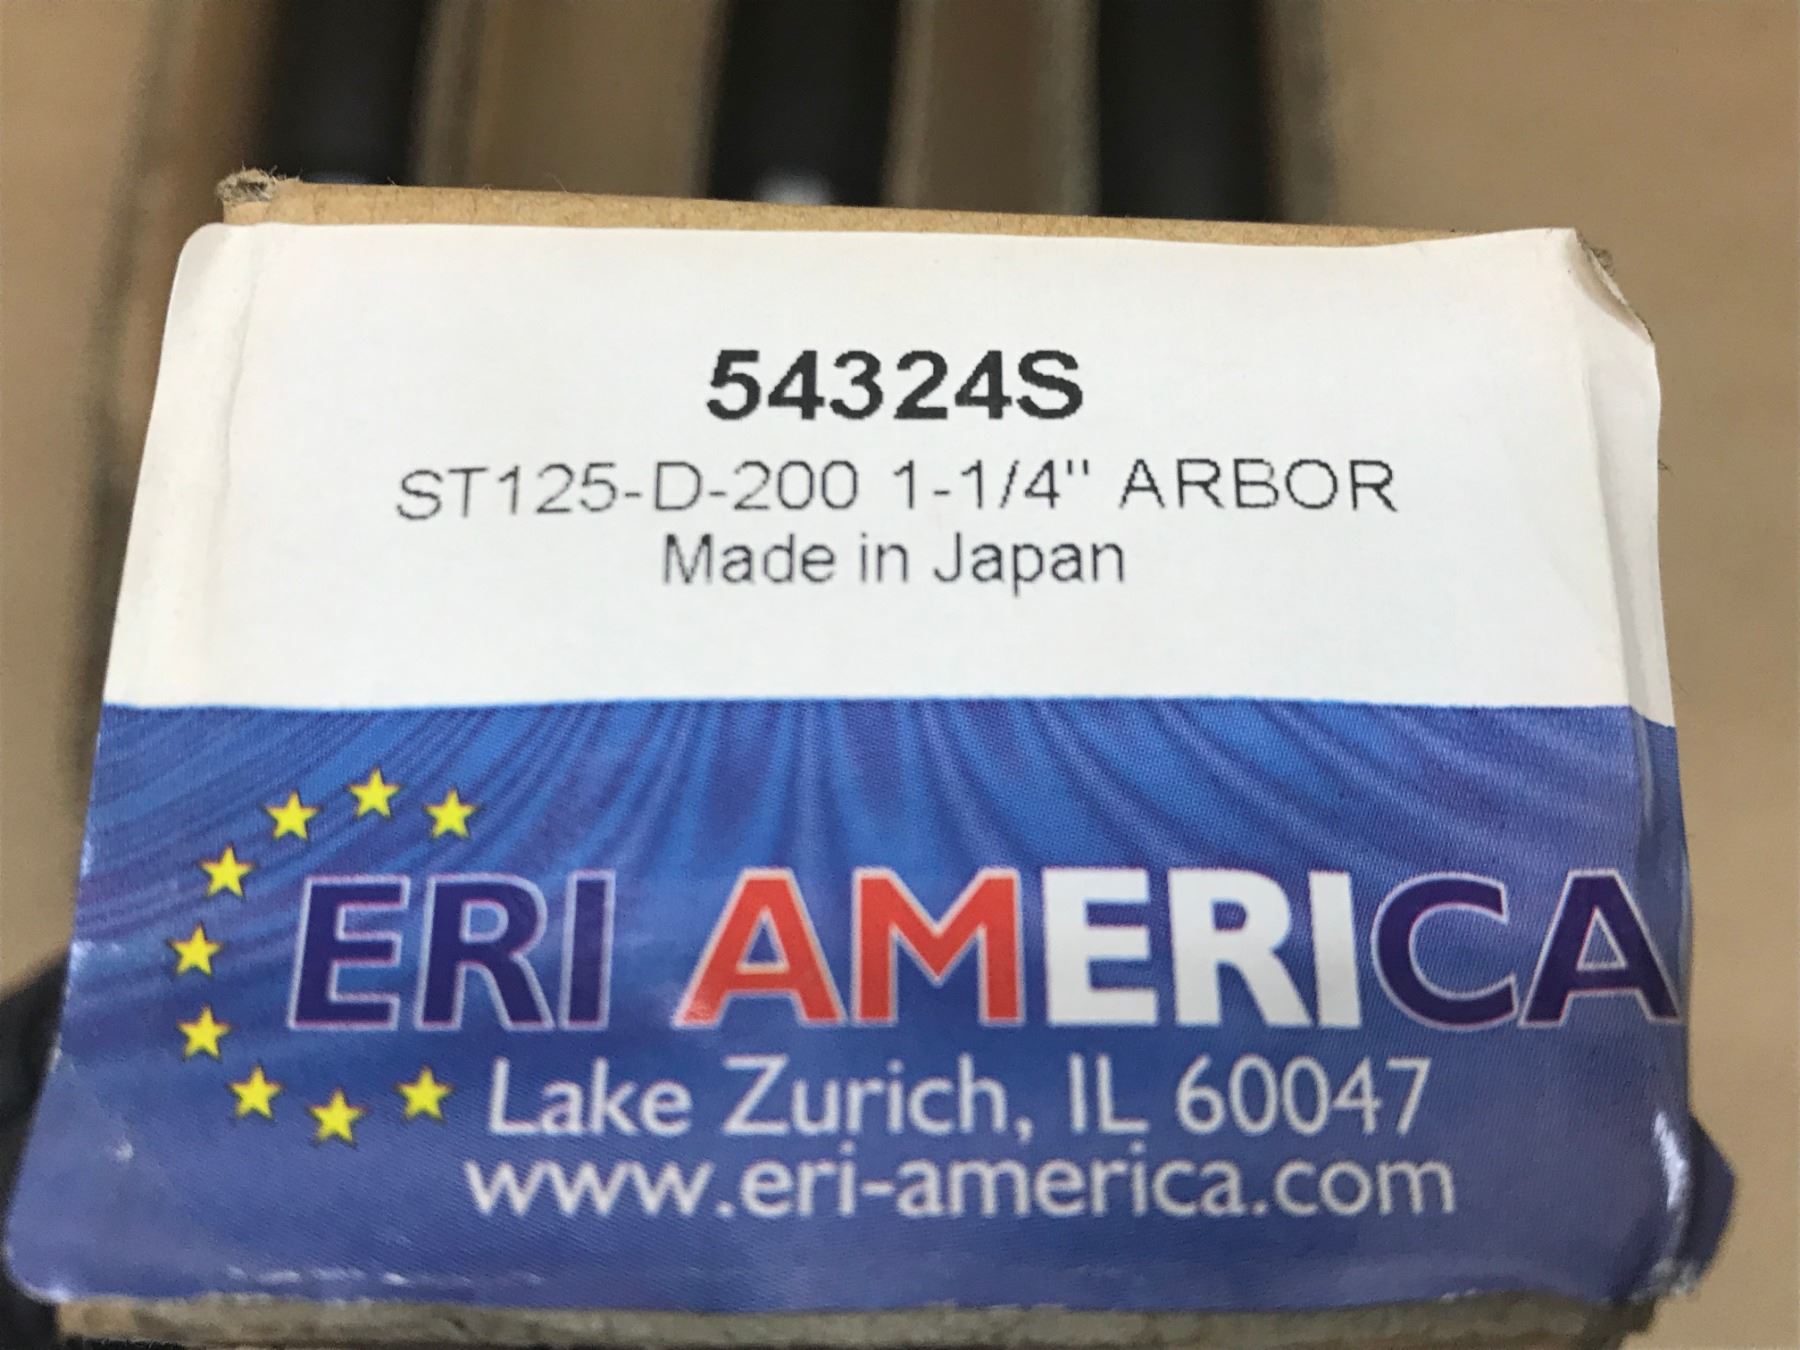 54324S
ST125-D-200 1-1/4" ARBOR
Made in Japan
ERI AMERICA
Lake Zurich, IL 60047
www.eri-america.com